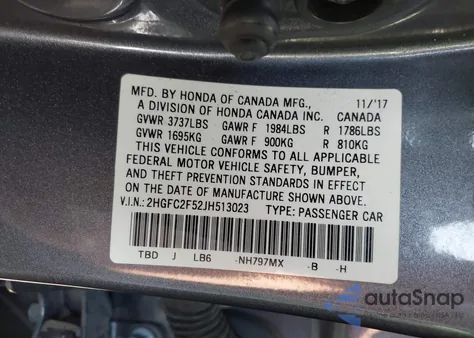 MFD. BY HONDA OF CANADA MFG., 11/'17
A DIVISION OF HONDA CANADA INC. CANADA
GVWR 3737LBS GAWR F 1984LBS R 1786LBS
GVWR 1695KG GAWR F 900KG R 810KG
THIS VEHICLE CONFORMS TO ALL APPLICABLE
FEDERAL MOTOR VEHICLE SAFETY, BUMPER,
AND THEFT PREVENTION STANDARDS IN EFFECT
ON THE DATE OF MANUFACTURE SHOWN ABOVE.
V.I.N.: 2HGFC2F52JH513023 TYPE: PASSENGER CAR
TBD J LB6 -NH797MX -B -H
autoSnap